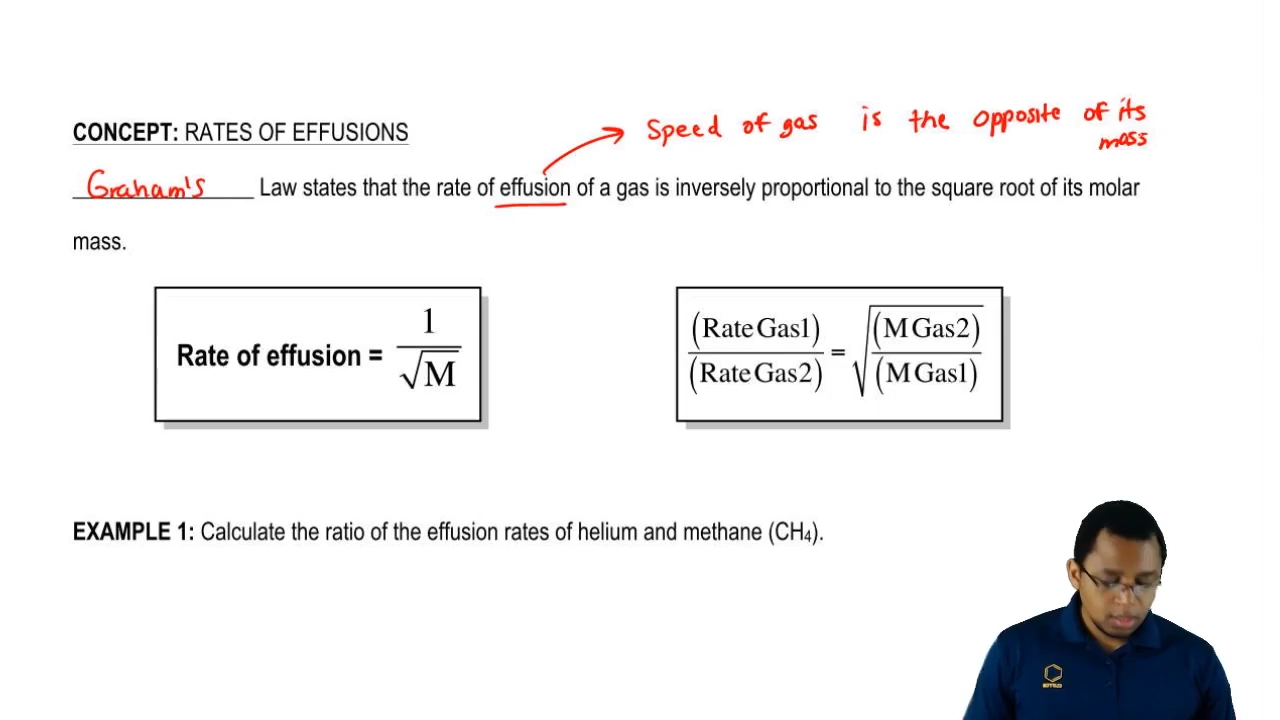 Speed of gas is the opposite of its
mass
CONCEPT: RATES OF EFFUSIONS
Graham's Law states that the rate of effusion of a gas is inversely proportional to the square root of its molar
mass.
Rate of effusion = 1/√M
(Rate Gas1)/(Rate Gas2) = √(M Gas2)/(M Gas1)
EXAMPLE 1: Calculate the ratio of the effusion rates of helium and methane (CH₄).